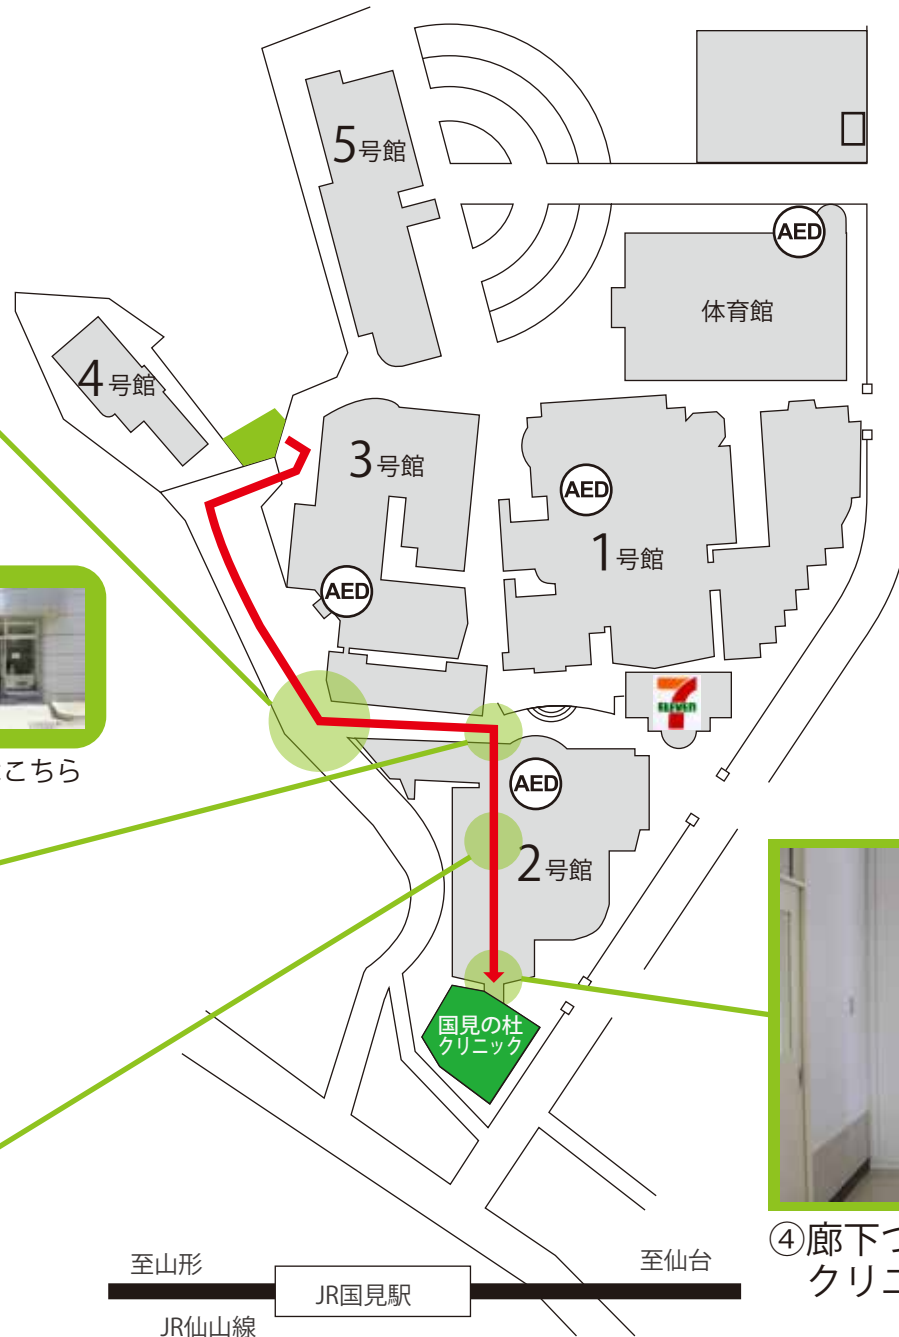 5号館
AED
体育館
4号館
3号館
AED
1号館
AED
7
ELEVEN
こちら
AED
2号館
国見の杜
クリニック
④廊下つ
クリニ
至山形
至仙台
JR国見駅
JR仙山線